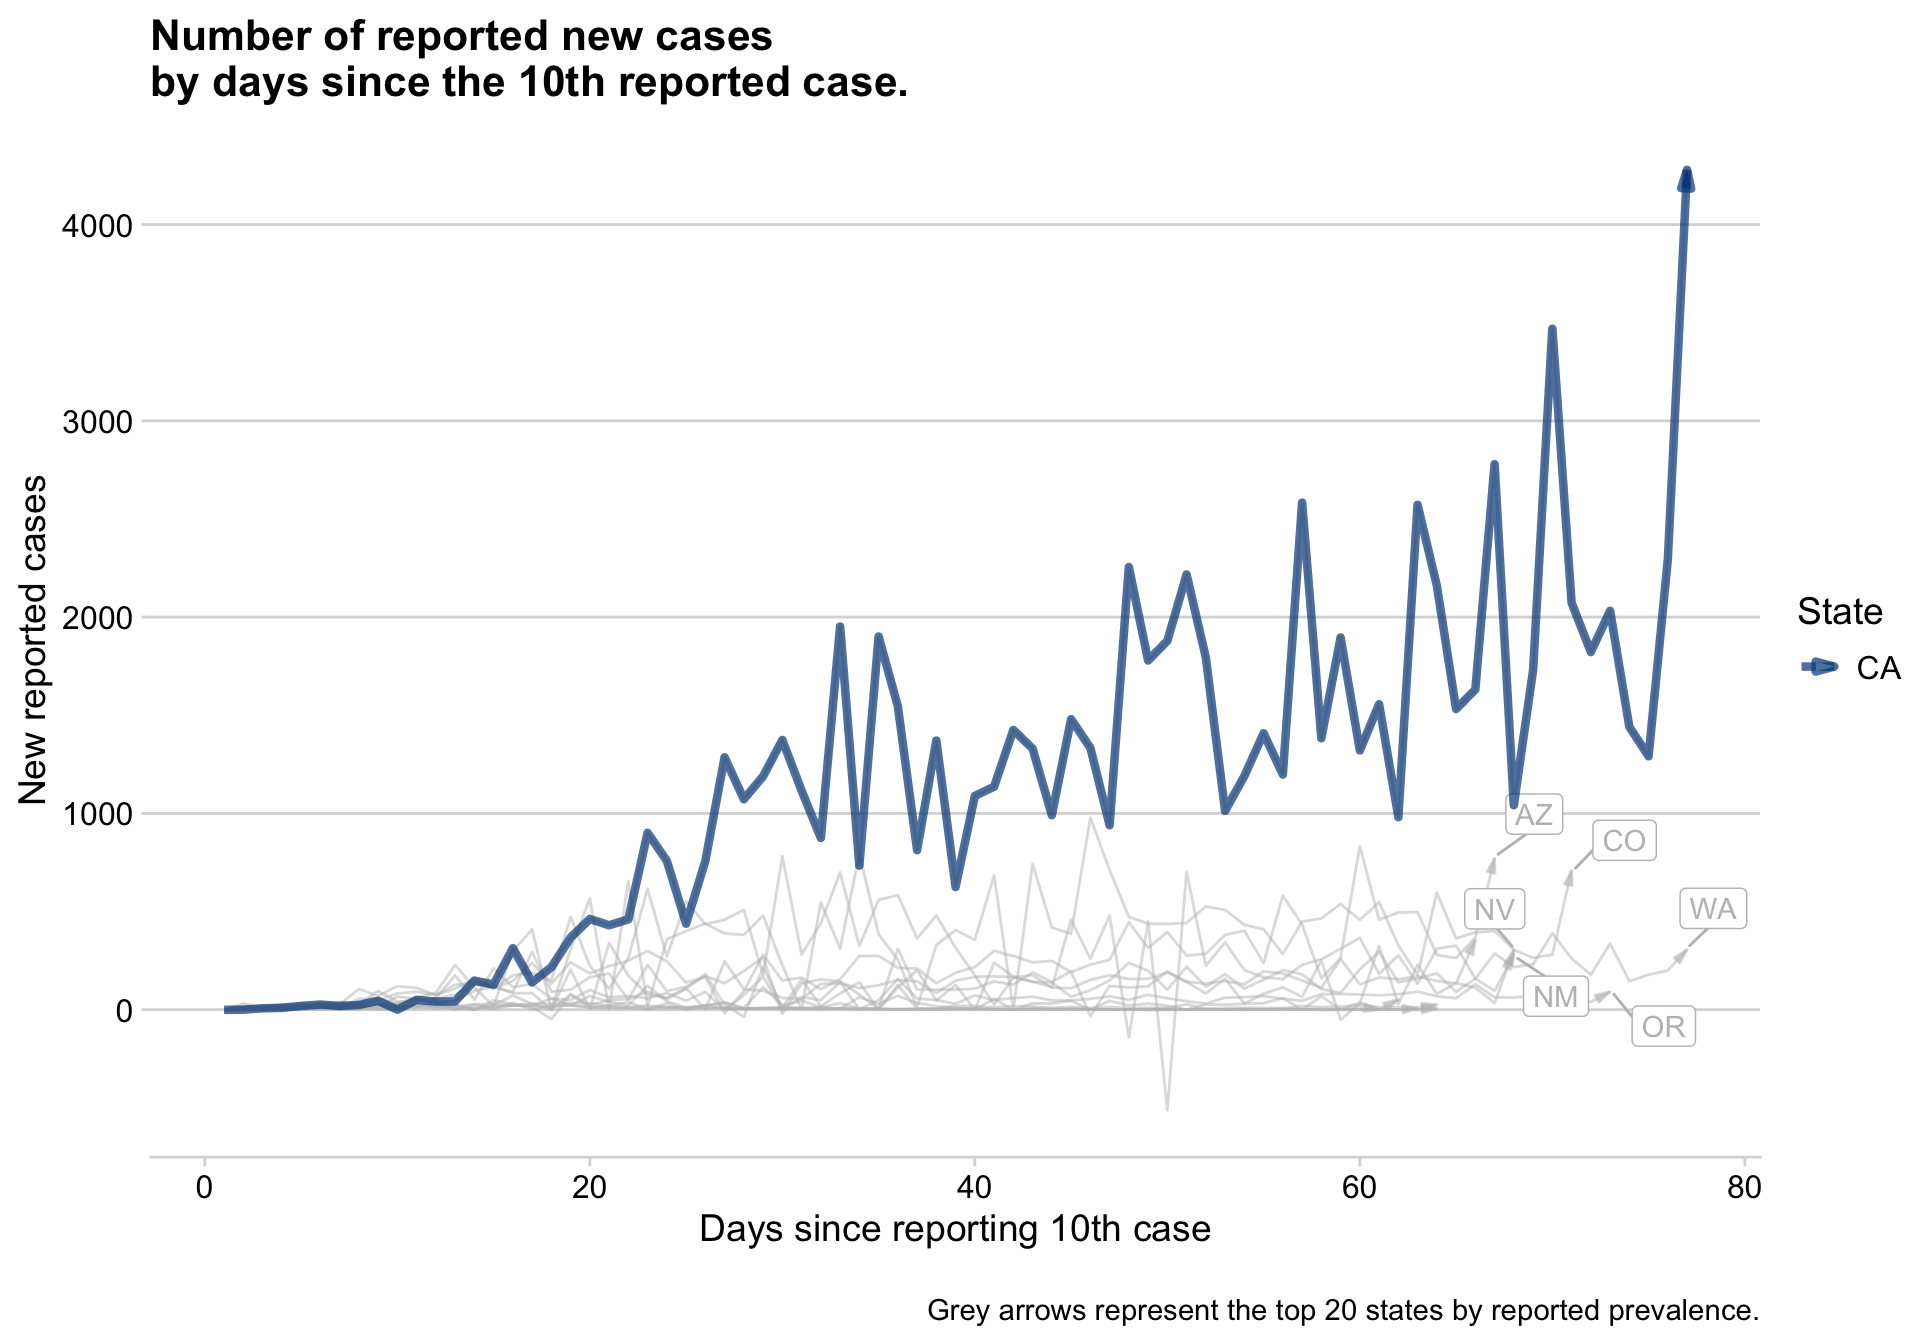 Number of reported new cases
by days since the 10th reported case.
4000
3000
2000
1000
0
New reported cases
AZ
CO
NV
WA
NM
OR
State
CA
0
20
40
60
80
Days since reporting 10th case
Grey arrows represent the top 20 states by reported prevalence.